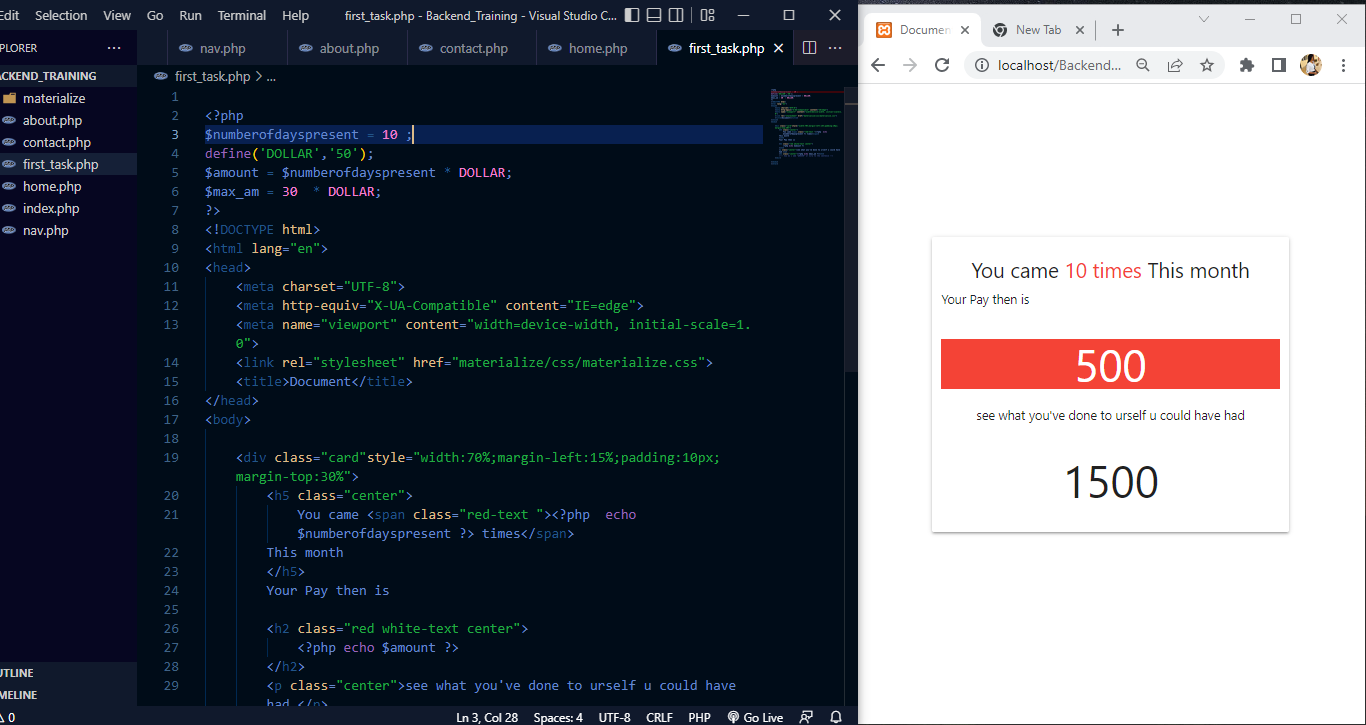 Edit Selection View Go Run Terminal Help first_task.php - Backend_Training - Visual Studio C...
PLORER ...
nav.php about.php contact.php home.php first_task.php
ACKEND_TRAINING
materialize
about.php
contact.php
first_task.php
home.php
index.php
nav.php
UTLINE
MELINE
first_task.php > ...
1
2 <?php
3 $numberofdayspresent = 10 ;
4 define('DOLLAR','50');
5 $amount = $numberofdayspresent * DOLLAR;
6 $max_am = 30  * DOLLAR;
7 ?>
8 <!DOCTYPE html>
9 <html lang="en">
10 <head>
11 <meta charset="UTF-8">
12 <meta http-equiv="X-UA-Compatible" content="IE=edge">
13 <meta name="viewport" content="width=device-width, initial-scale=1.
0">
14 <link rel="stylesheet" href="materialize/css/materialize.css">
15 <title>Document</title>
16 </head>
17 <body>
18
19 <div class="card"style="width:70%;margin-left:15%;padding:10px;
margin-top:30%">
20 <h5 class="center">
21 You came <span class="red-text "><?php  echo
$numberofdayspresent ?> times</span>
22 This month
23 </h5>
24 Your Pay then is
25
26 <h2 class="red white-text center">
27 <?php echo $amount ?>
28 </h2>
29 <p class="center">see what you've done to urself u could have
had </p>
0 Ln 3, Col 28 Spaces: 4 UTF-8 CRLF PHP Go Live
Documen New Tab
localhost/Backend...
You came 10 times This month
Your Pay then is
500
see what you've done to urself u could have had
1500